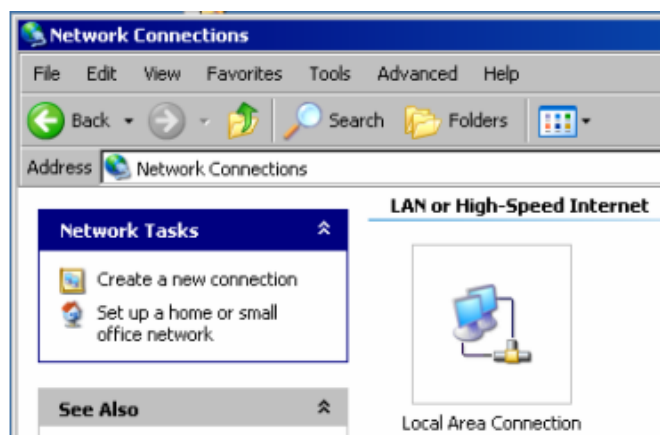 Network Connections
File Edit View Favorites Tools Advanced Help
Back Search Folders
Address Network Connections
LAN or High-Speed Internet
Network Tasks
Create a new connection
Set up a home or small
office network
See Also
Local Area Connection